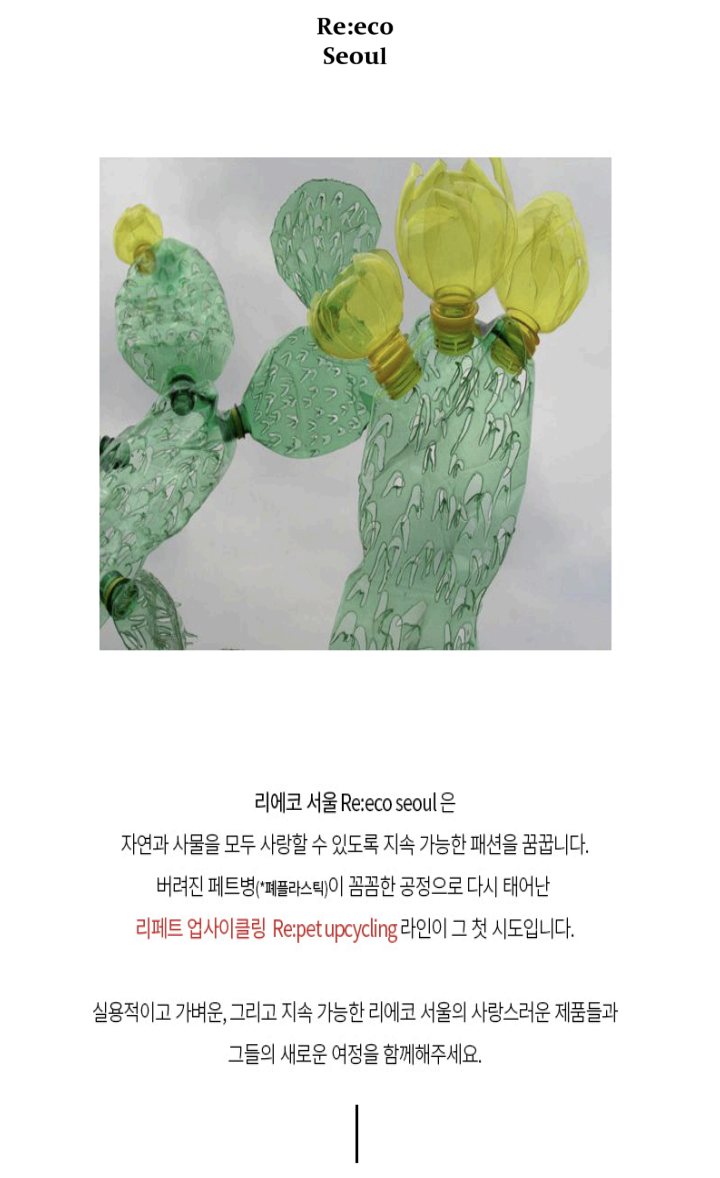 Re:eco
Seoul
리에코 서울 Re:eco seoul 은
자연과 사물을 모두 사랑할 수 있도록 지속 가능한 패션을 꿈꿉니다.
버려진 페트병(*폐플라스틱)이 꼼꼼한 공정으로 다시 태어난
리페트 업사이클링 Re:pet upcycling 라인이 그 첫 시도입니다.
실용적이고 가벼운, 그리고 지속 가능한 리에코 서울의 사랑스러운 제품들과
그들의 새로운 여정을 함께해주세요.